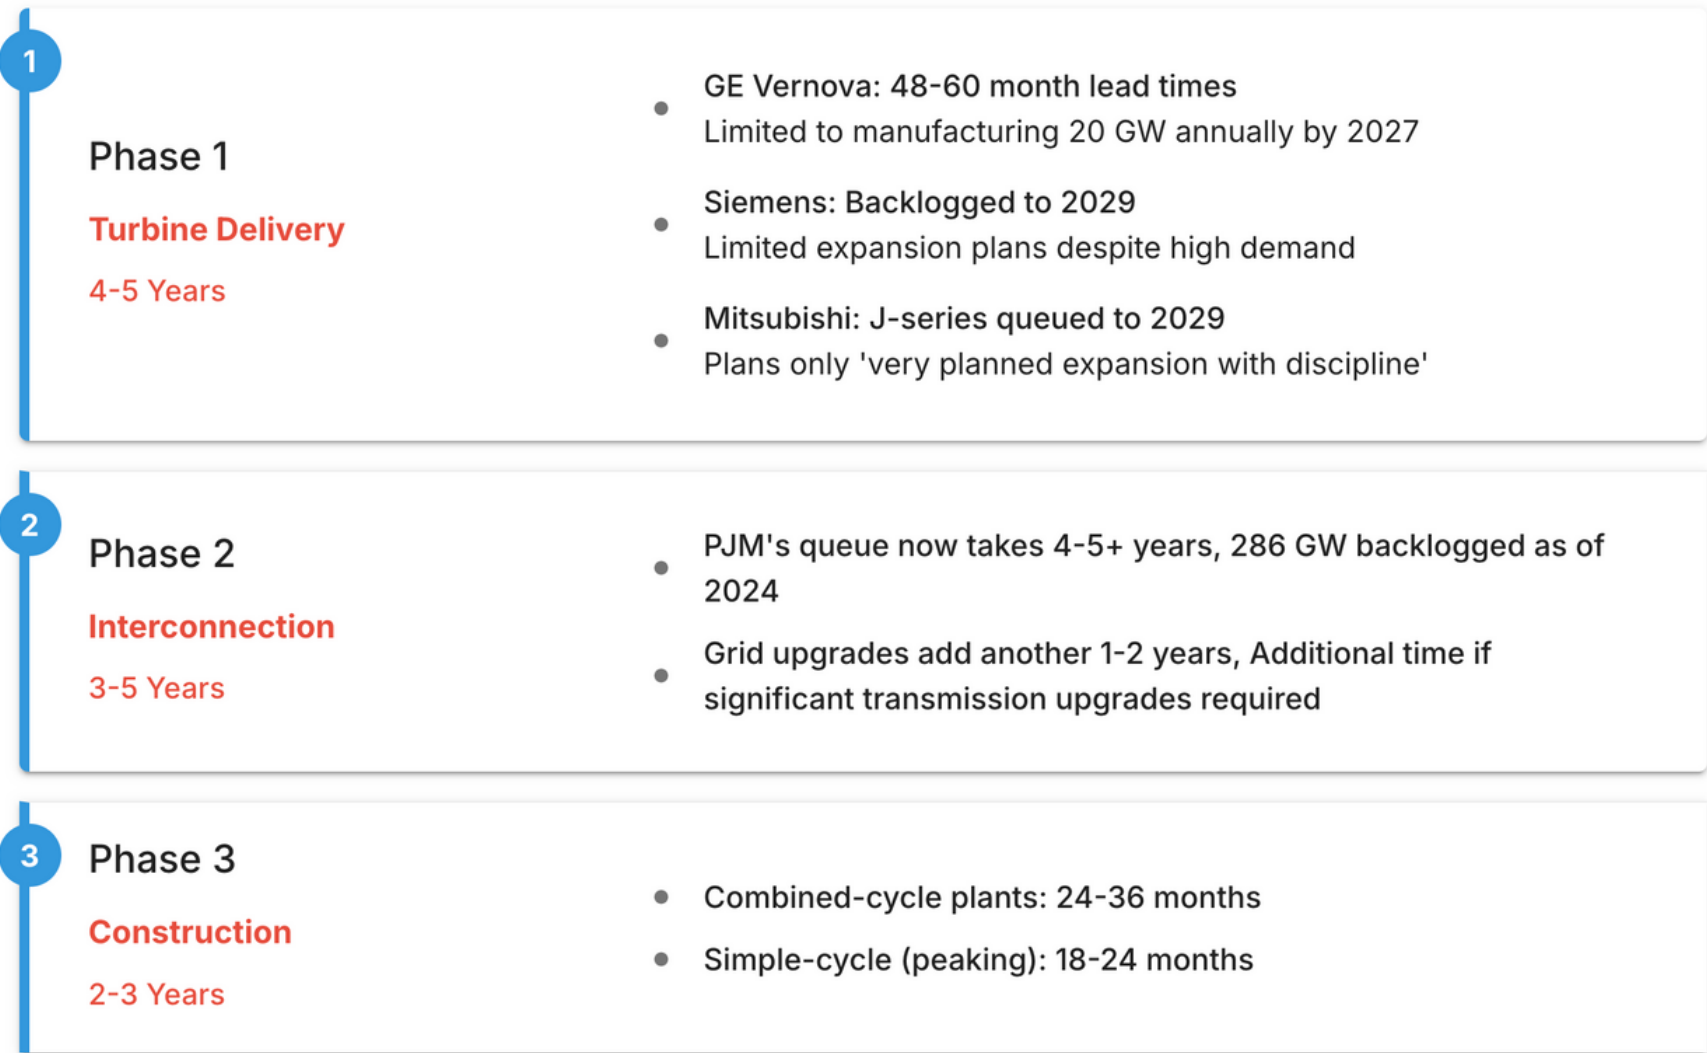 1
Phase 1
Turbine Delivery
4-5 Years
GE Vernova: 48-60 month lead times
Limited to manufacturing 20 GW annually by 2027
Siemens: Backlogged to 2029
Limited expansion plans despite high demand
Mitsubishi: J-series queued to 2029
Plans only 'very planned expansion with discipline'
2
Phase 2
Interconnection
3-5 Years
PJM's queue now takes 4-5+ years, 286 GW backlogged as of
2024
Grid upgrades add another 1-2 years, Additional time if
significant transmission upgrades required
3
Phase 3
Construction
2-3 Years
Combined-cycle plants: 24-36 months
Simple-cycle (peaking): 18-24 months